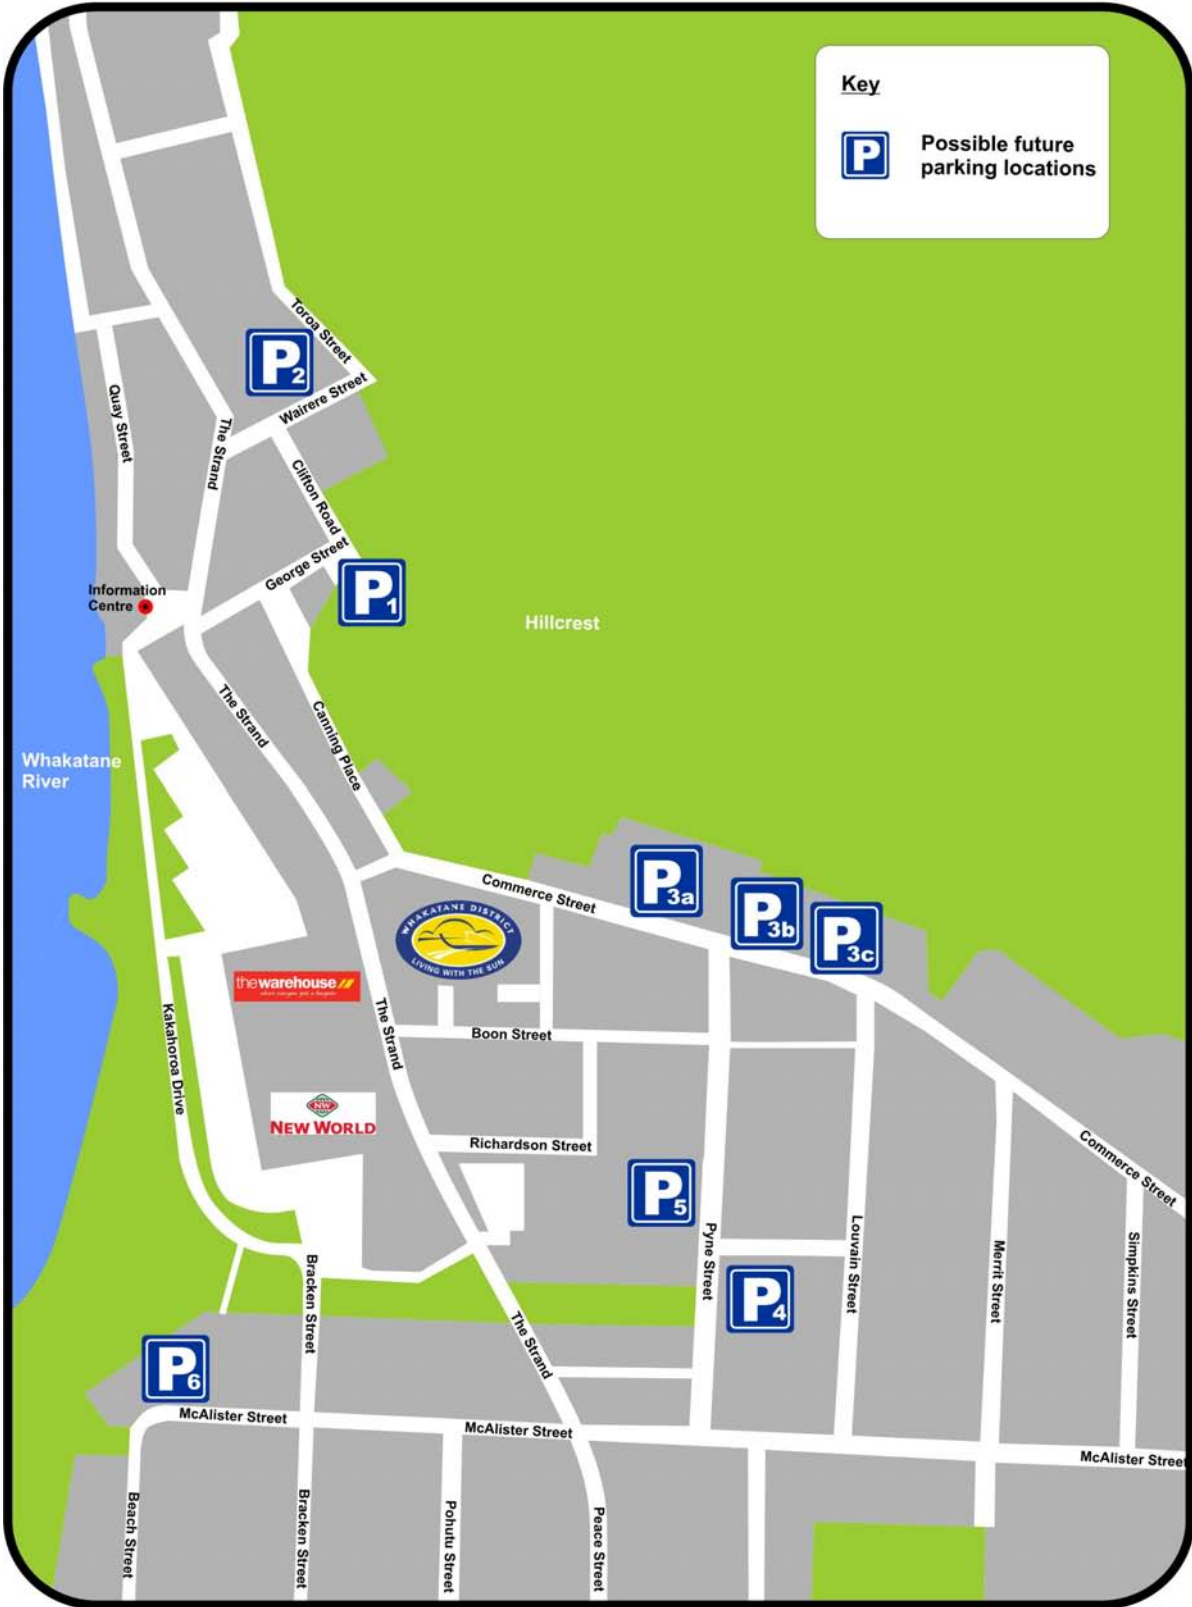 Key
P
Possible future
parking locations
Toroa Street
P2
Wairere Street
Quay Street
The Strand
Clifton Road
George Street
P1
Information
Centre
Hillcrest
The Strand
Canning Place
Whakatane
River
Commerce Street
P3a
P3b
P3c
WHAKATANE DISTRICT
LIVING WITH THE SUN
the warehouse
The Strand
Boon Street
Kakahoroa Drive
NW
NEW WORLD
Richardson Street
Commerce Street
P5
Pyne Street
Louvain Street
Merrit Street
Simpkins Street
Bracken Street
P4
The Strand
P6
McAlister Street
McAlister Street
McAlister Street
Beach Street
Bracken Street
Pohutu Street
Peace Street